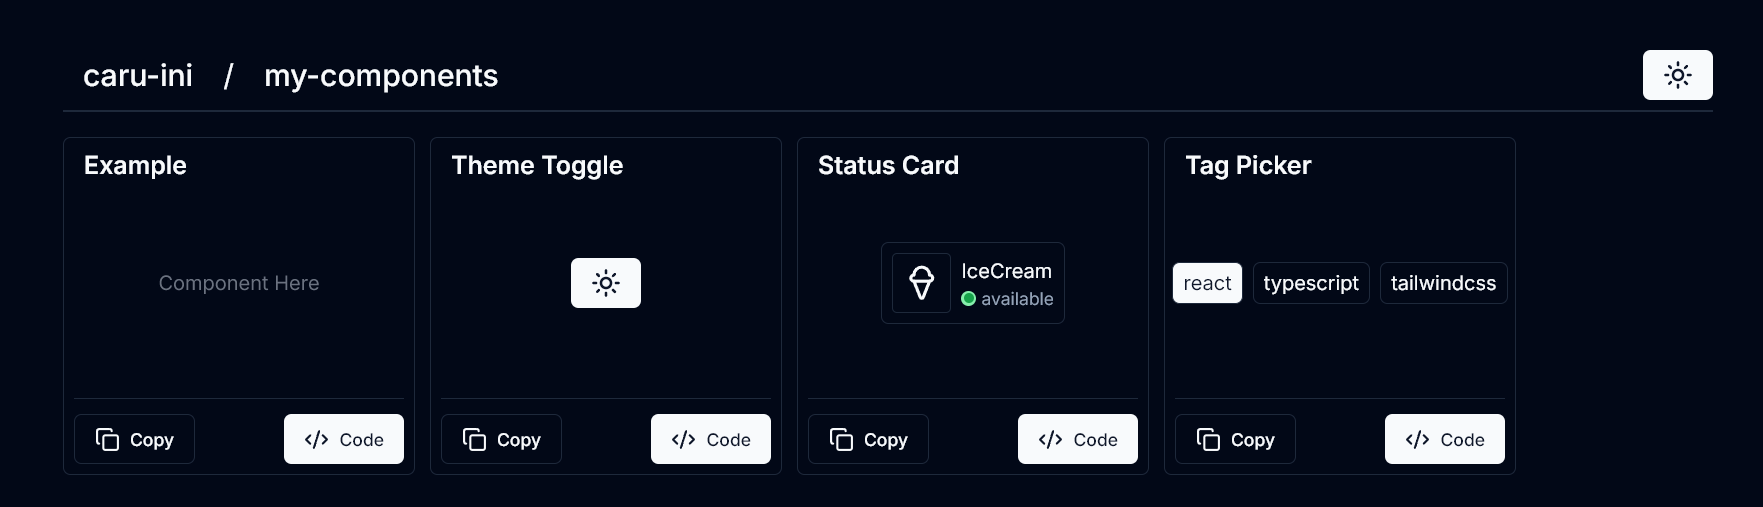 caru-ini / my-components
Example
Component Here
Copy
</> Code
Theme Toggle
Copy
</> Code
Status Card
IceCream
available
Copy
</> Code
Tag Picker
react typescript tailwindcss
Copy
</> Code